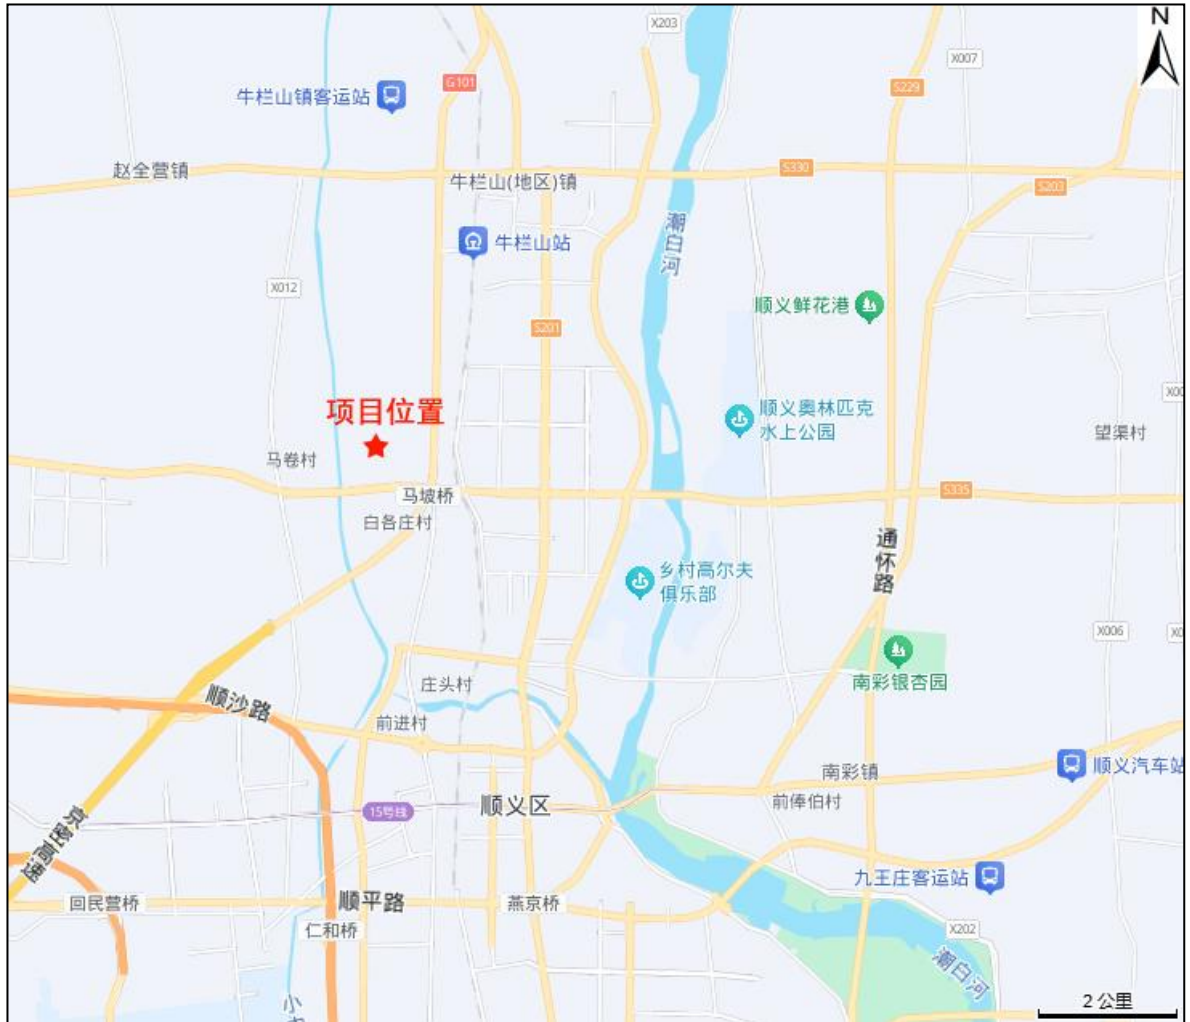 X203
N
X007
G101
S229
牛栏山镇客运站
赵全营镇
S330
牛栏山(地区)镇
S203
潮白河
牛栏山站
X012
顺义鲜花港
S201
项目位置
顺义奥林匹克
水上公园
望渠村
马卷村
马坡桥
S335
白各庄村
通怀路
乡村高尔夫
俱乐部
X006
南彩银杏园
庄头村
顺沙路
前进村
南彩镇
顺义汽车站
顺义区
前俸伯村
15号线
京密高速
九王庄客运站
顺平路
回民营桥
燕京桥
仁和桥
X202
潮白河
小
2 公里